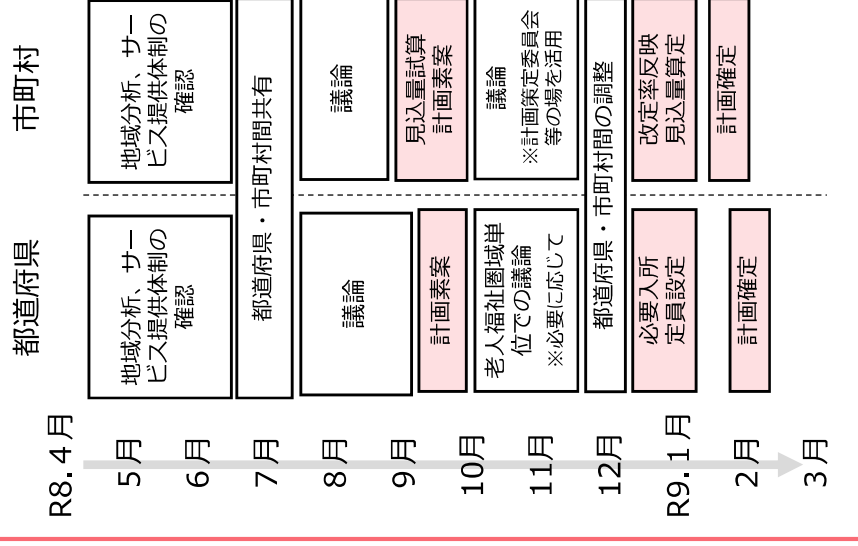 市町村
地域分析、サー
ビス提供体制の
確認
都道府県・市町村間共有
議論
見込量試算
計画素案
議論
※計画策定委員会
等の場を活用
都道府県・市町村間の調整
改定率反映
見込量算定
計画確定
都道府県
地域分析、サー
ビス提供体制の
確認
議論
計画素案
老人福祉圏域単
位での議論
※必要に応じて
必要入所
定員設定
計画確定
R8.４月
5月
6月
7月
8月
9月
10月
11月
12月
R9.1月
2月
3月